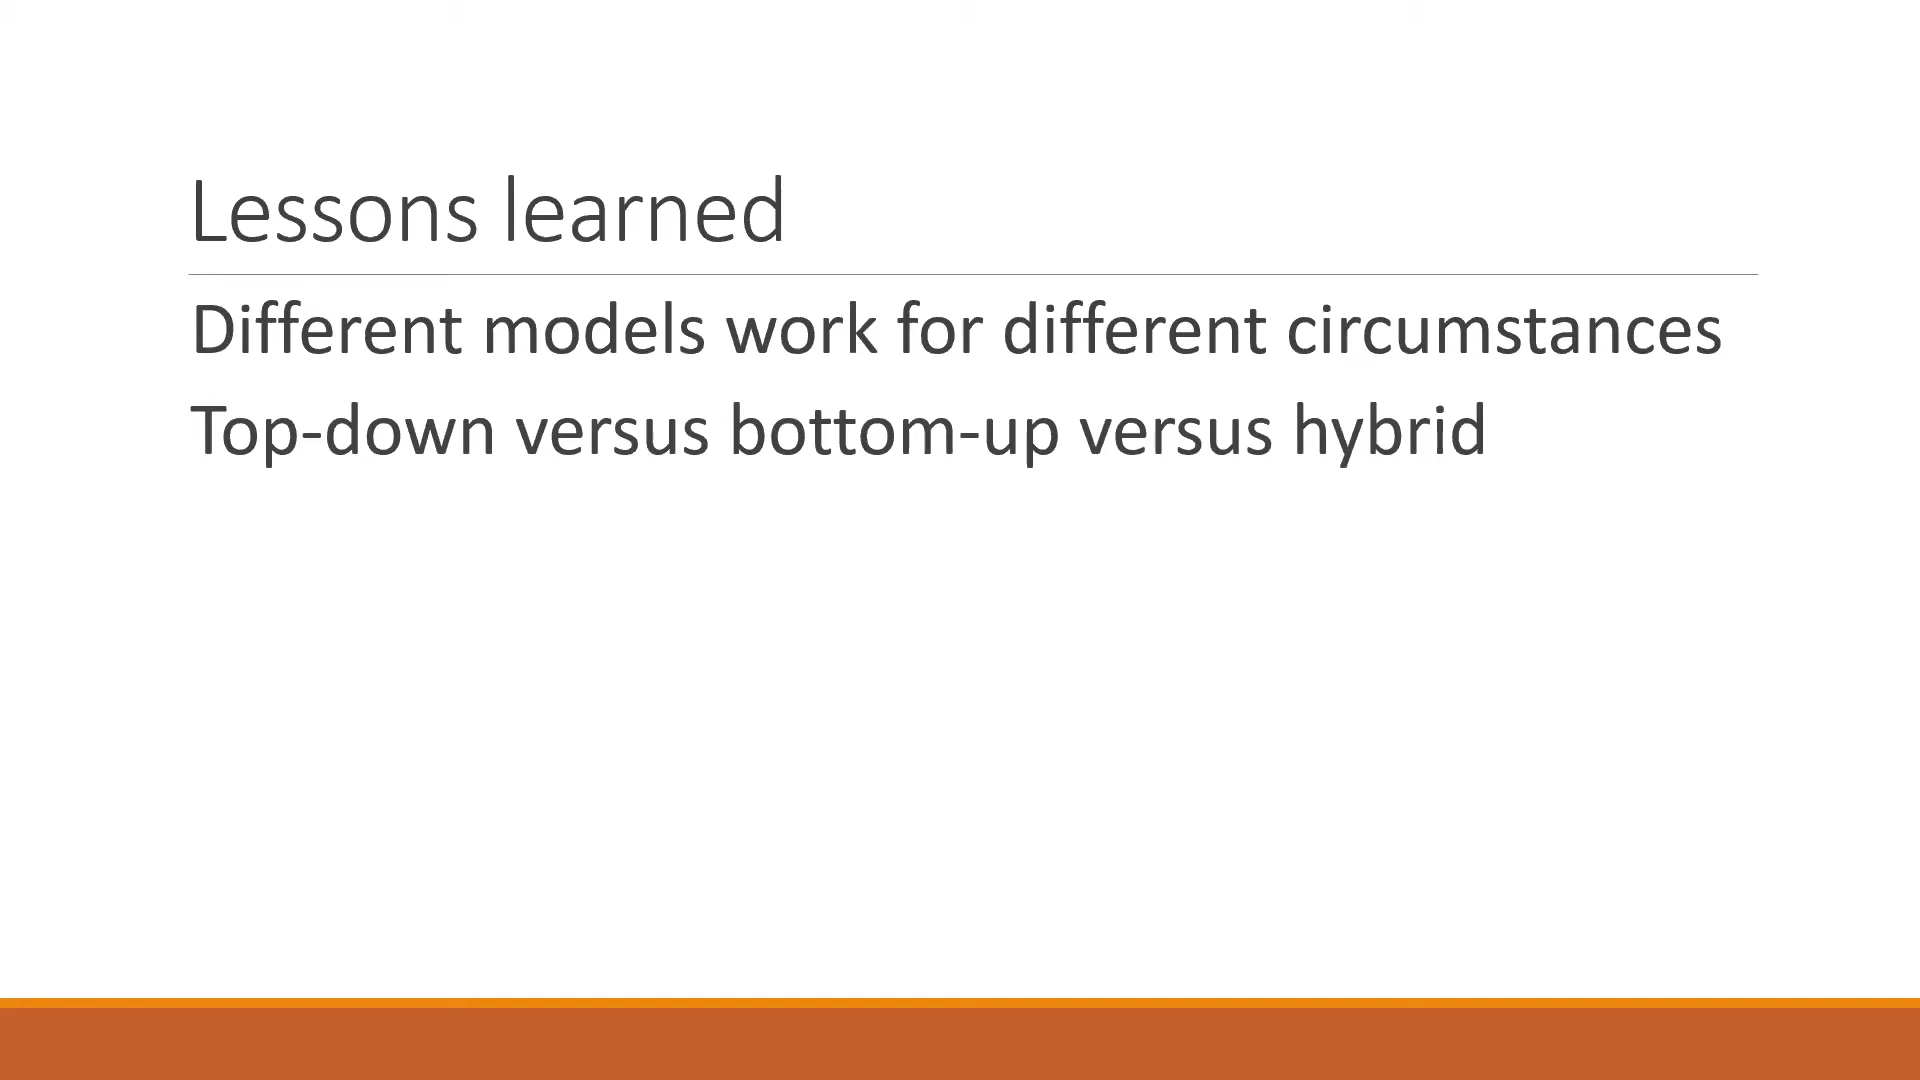 Lessons learned
Different models work for different circumstances
Top-down versus bottom-up versus hybrid